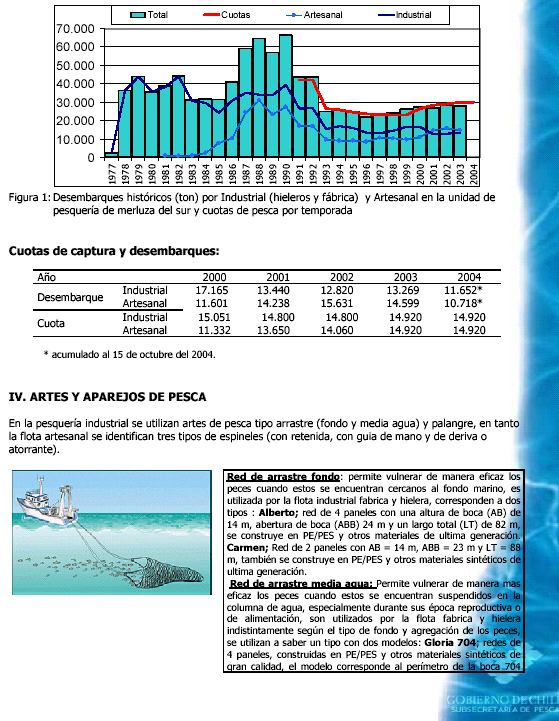 Total Cuotas Artesanal Industrial
70.000
60.000
50.000
40.000
30.000
20.000
10.000
0
1977 1978 1979 1980 1981 1982 1983 1984 1985 1986 1987 1988 1989 1990 1991 1992 1993 1994 1995 1996 1997 1998 1999 2000 2001 2002 2003 2004
Figura 1: Desembarques históricos (ton) por Industrial (hieleros y fábrica) y Artesanal en la unidad de
pesquería de merluza del sur y cuotas de pesca por temporada
Cuotas de captura y desembarques:
Año 2000 2001 2002 2003 2004
Desembarque Industrial 17.165 13.440 12.820 13.269 11.652*
Artesanal 11.601 14.238 15.631 14.599 10.718*
Cuota Industrial 15.051 14.800 14.800 14.920 14.920
Artesanal 11.332 13.650 14.060 14.920 14.920
* acumulado al 15 de octubre del 2004.
IV. ARTES Y APAREJOS DE PESCA
En la pesquería industrial se utilizan artes de pesca tipo arrastre (fondo y media agua) y palangre, en tanto
la flota artesanal se identifican tres tipos de espineles (con retenida, con guia de mano y de deriva o
atorrante).
Red de arrastre fondo: permite vulnerar de manera eficaz los
peces cuando estos se encuentran cercanos al fondo marino, es
utilizada por la flota industrial fabrica y hielera, corresponden a dos
tipos : Alberto; red de 4 paneles con una altura de boca (AB) de
14 m, abertura de boca (ABB) 24 m y un largo total (LT) de 82 m,
se construye en PE/PES y otros materiales de ultima generación.
Carmen; Red de 2 paneles con AB = 14 m, ABB = 23 m y LT = 88
m, también se construye en PE/PES y otros materiales sintéticos de
ultima generación.
Red de arrastre media agua: Permite vulnerar de manera mas
eficaz los peces cuando estos se encuentran suspendidos en la
columna de agua, especialmente durante sus época reproductiva o
de alimentación, son utilizados por la flota fabrica y hielera
indistintamente según el tipo de fondo y agregación de los peces,
se utilizan a saber un tipo con dos modelos: Gloria 704; redes de
4 paneles, construidas en PE/PES y otros materiales sintéticos de
gran calidad, el modelo corresponde al perímetro de la boca 704
GOBIERNO DE CHILE
SUBSECRETARIA DE PESCA